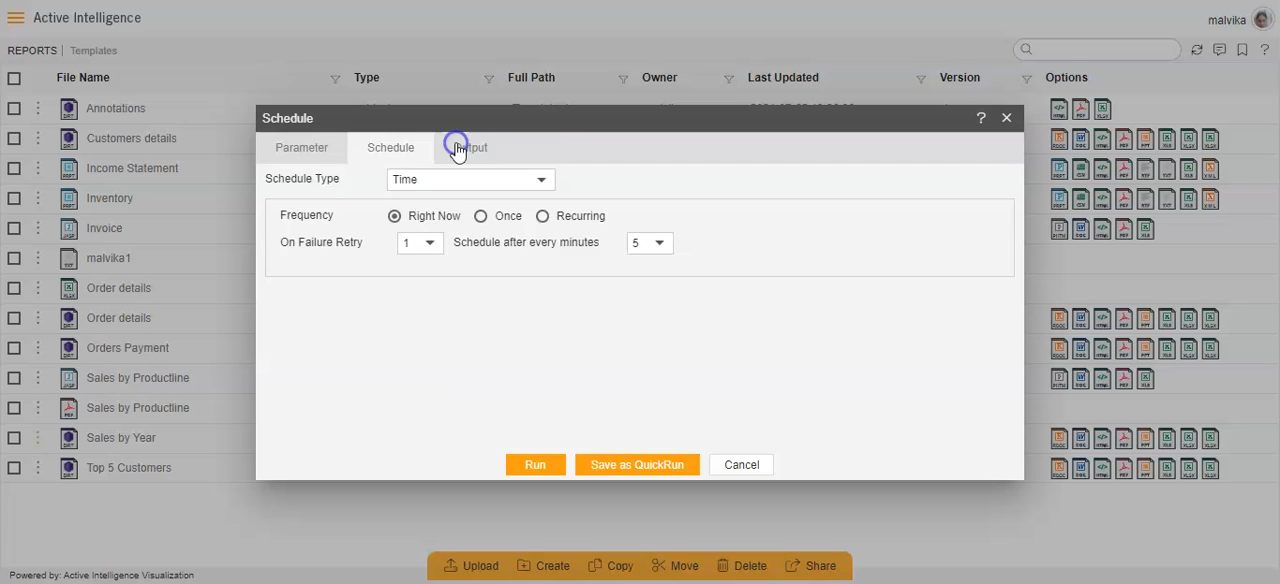 Active Intelligence
malvika
REPORTS | Templates
File Name Type Full Path Owner Last Updated Version Options
Annotations
Customers details
Income Statement
Inventory
Invoice
malvika1
Order details
Order details
Orders Payment
Sales by Productline
Sales by Productline
Sales by Year
Top 5 Customers
Schedule
Parameter Schedule
Schedule Type Time
Frequency Right Now Once Recurring
On Failure Retry 1 Schedule after every minutes 5
Run Save as QuickRun Cancel
Upload Create Copy Move Delete Share
Powered by: Active Intelligence Visualization